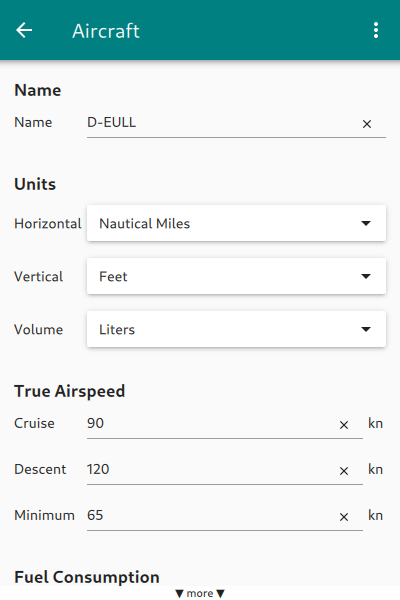 Aircraft
Name
Name D-EULL
Units
Horizontal Nautical Miles
Vertical Feet
Volume Liters
True Airspeed
Cruise 90 kn
Descent 120 kn
Minimum 65 kn
Fuel Consumption
▼ more ▼